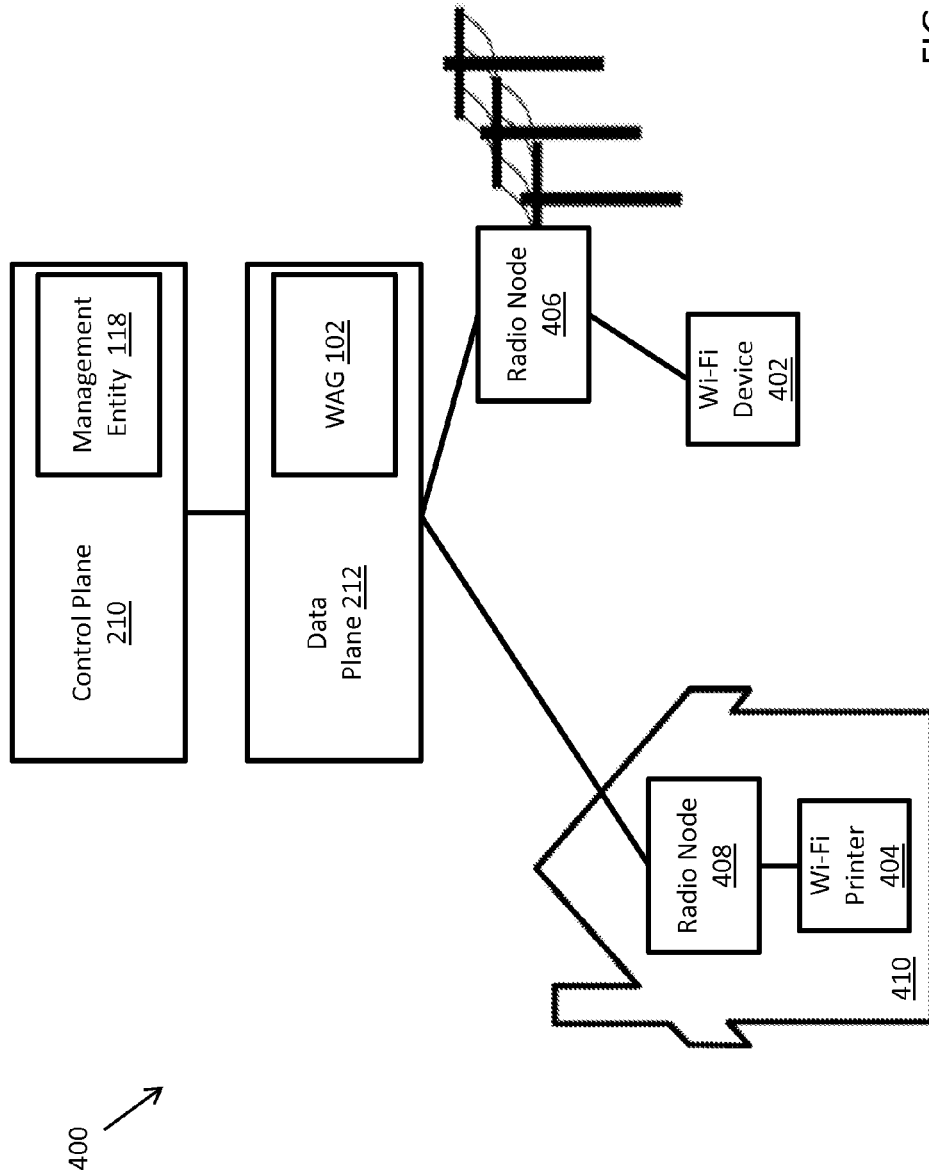 400
Control Plane
210
Management
Entity 118
Data
Plane 212
WAG 102
Radio Node
406
Wi-Fi
Device
402
Radio Node
408
Wi-Fi
Printer
404
410